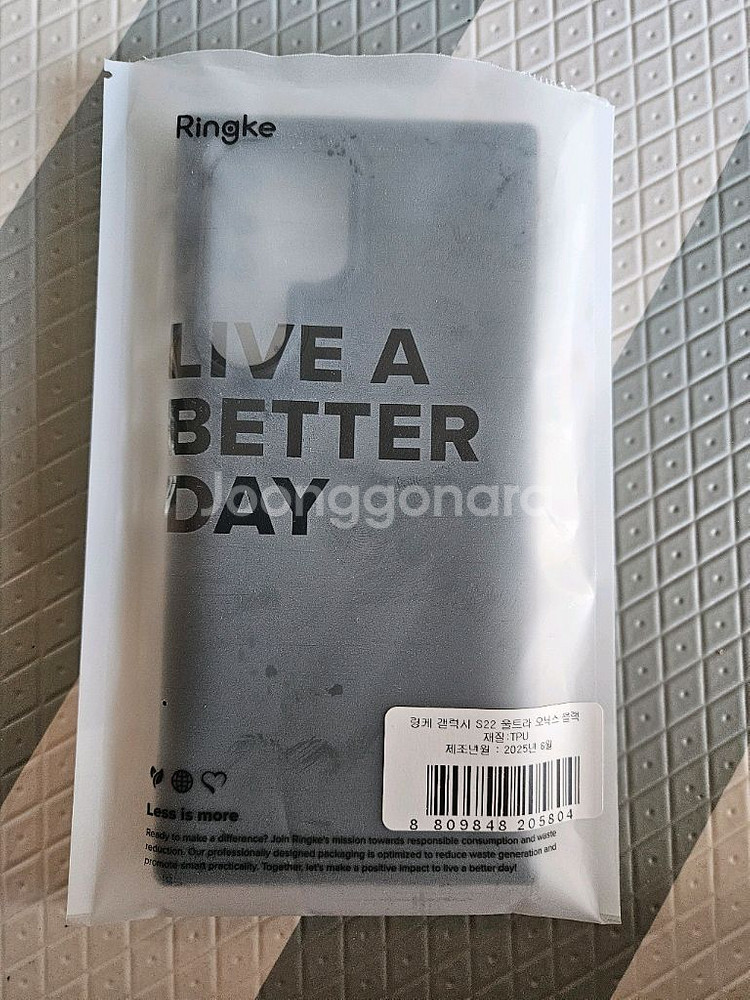 Ringke
LIVE A
BETTER
DAY
Joonggonara
링케 갤럭시 S22 울트라 오닉스 블랙
재질:TPU
제조년월 : 2025년 6월
8 809848 205804
Less is more
Ready to make a difference? Join Ringke's mission towards responsible consumption and waste
reduction. Our professionally designed packaging is optimized to reduce waste generation and
promote smart practicality. Together, let's make a positive impact to live a better day!